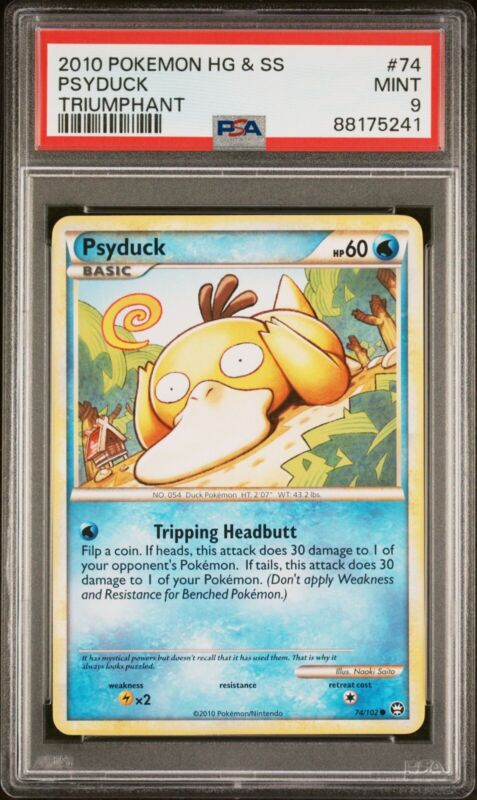 2010 POKEMON HG & SS #74
PSYDUCK MINT
TRIUMPHANT 9
PSA 88175241
Psyduck HP60
BASIC
NO. 054 Duck Pokémon HT: 2'07" WT: 43.2 lbs.
Tripping Headbutt
Filp a coin. If heads, this attack does 30 damage to 1 of
your opponent's Pokémon. If tails, this attack does 30
damage to 1 of your Pokémon. (Don't apply Weakness
and Resistance for Benched Pokémon.)
It has mystical powers but doesn't recall that it has used them. That is why it
always looks puzzled.
Illus. Naoki Saito
weakness resistance retreat cost
×2
©2010 Pokémon/Nintendo 74/102
PSA